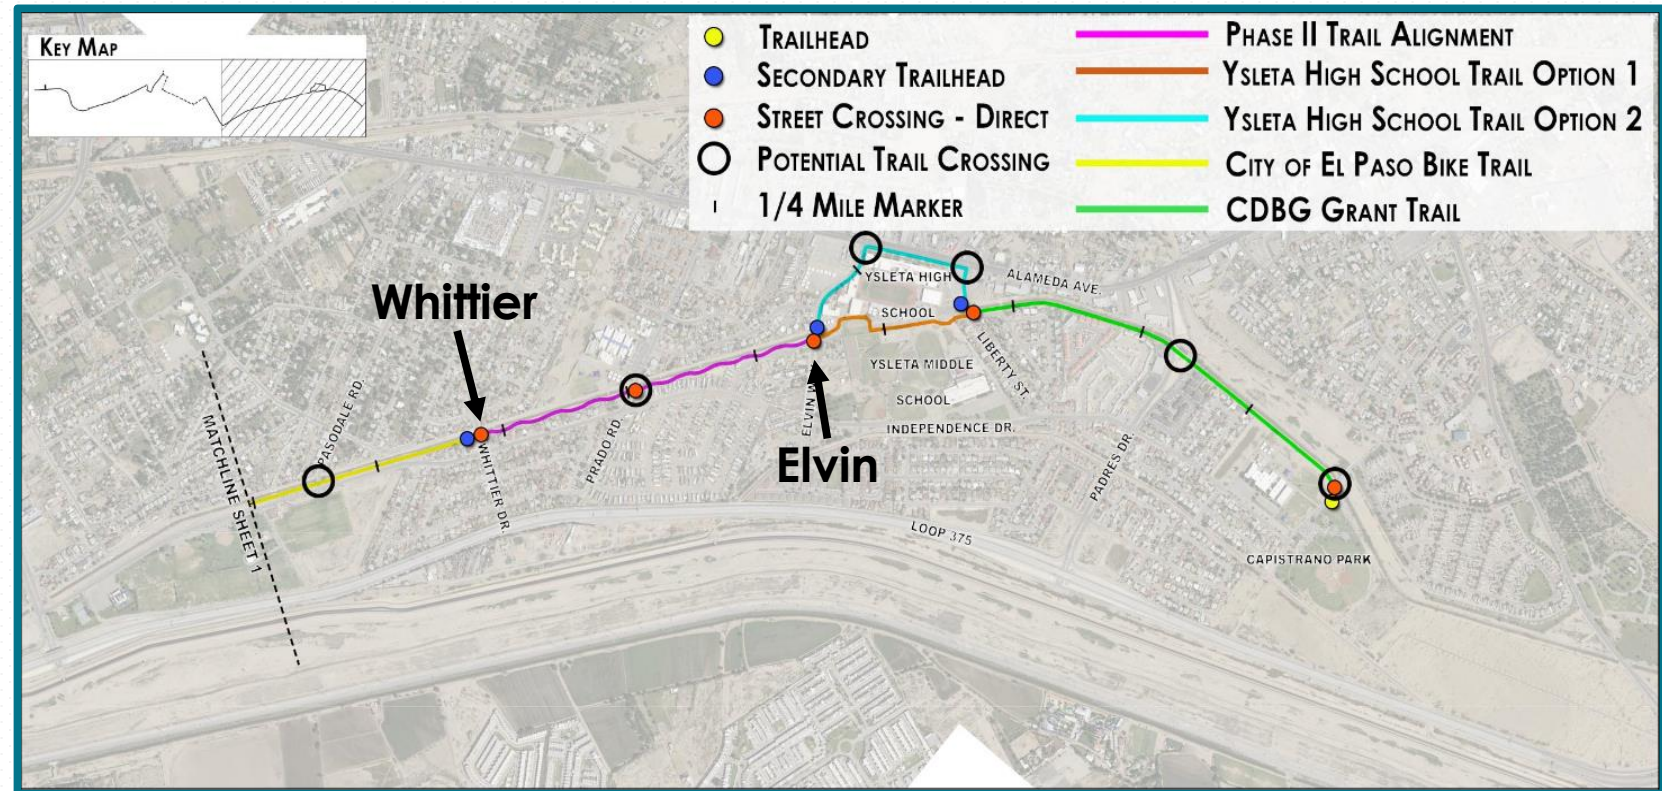 KEY MAP
TRAILHEAD
SECONDARY TRAILHEAD
STREET CROSSING - DIRECT
POTENTIAL TRAIL CROSSING
1/4 MILE MARKER
PHASE II TRAIL ALIGNMENT
YSLETA HIGH SCHOOL TRAIL OPTION 1
YSLETA HIGH SCHOOL TRAIL OPTION 2
CITY OF EL PASO BIKE TRAIL
CDBG GRANT TRAIL
Whittier
Elvin
MATCHLINE SHEET 1
PASODALE RD.
WHITTIER DR.
PRADO RD.
ELVIN
YSLETA HIGH
SCHOOL
ALAMEDA AVE.
LIBERTY ST.
YSLETA MIDDLE
SCHOOL
INDEPENDENCE DR.
PADRES DR.
LOOP 375
CAPISTRANO PARK